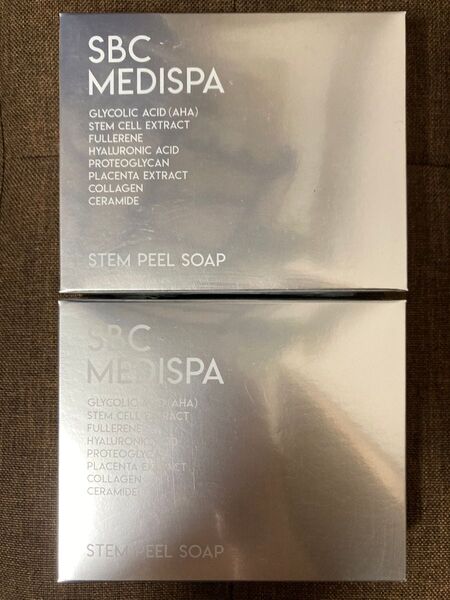 SBC
MEDISPA
GLYCOLIC ACID (AHA)
STEM CELL EXTRACT
FULLERENE
HYALURONIC ACID
PROTEOGLYCAN
PLACENTA EXTRACT
COLLAGEN
CERAMIDE
STEM PEEL SOAP
SBC
MEDISPA
GLYCOLIC ACID (AHA)
STEM CELL EXTRACT
FULLERENE
HYALURONIC ACID
PROTEOGLYCAN
PLACENTA EXTRACT
COLLAGEN
CERAMIDE
STEM PEEL SOAP